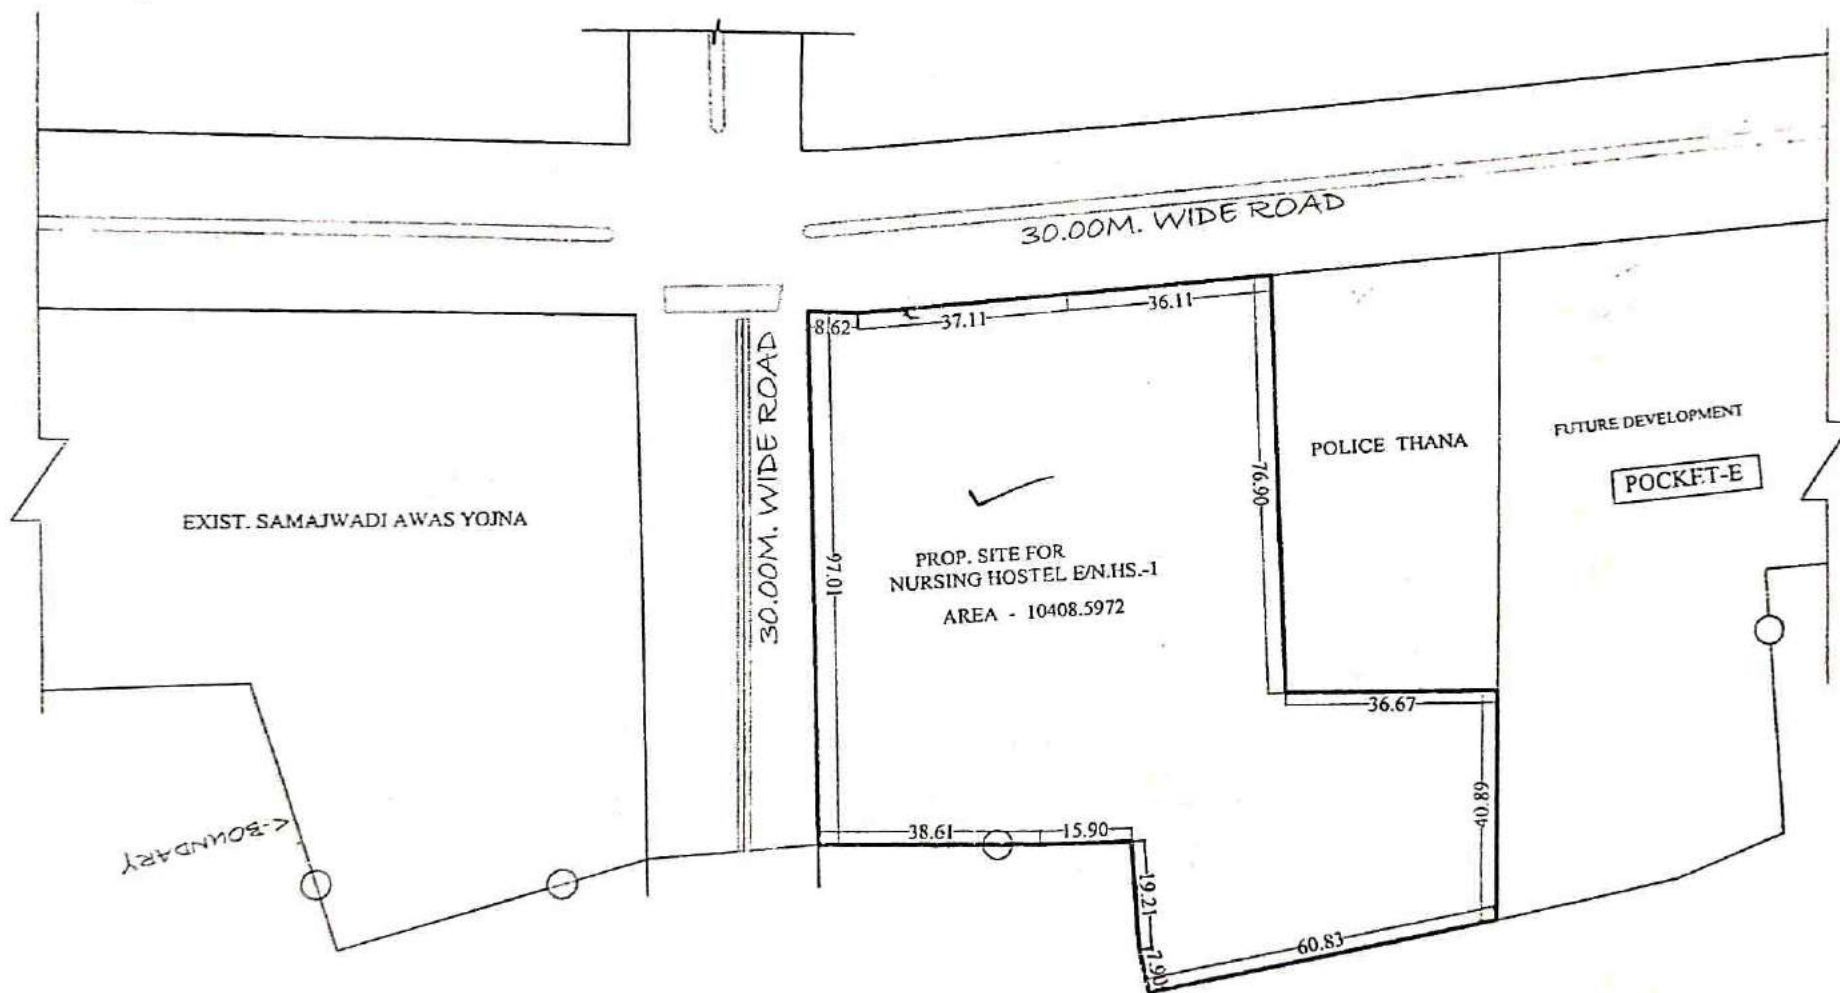 30.00M. WIDE ROAD
8.62
37.11
36.11
30.00M. WIDE ROAD
POLICE THANA
FUTURE DEVELOPMENT
POCKET-E
76.90
EXIST. SAMAJWADI AWAS YOJNA
97.01
PROP. SITE FOR
NURSING HOSTEL E/N.HS.-1
AREA - 10408.5972
36.67
40.89
38.61
15.90
<-BOUNDARY
19.21
7.90
60.83